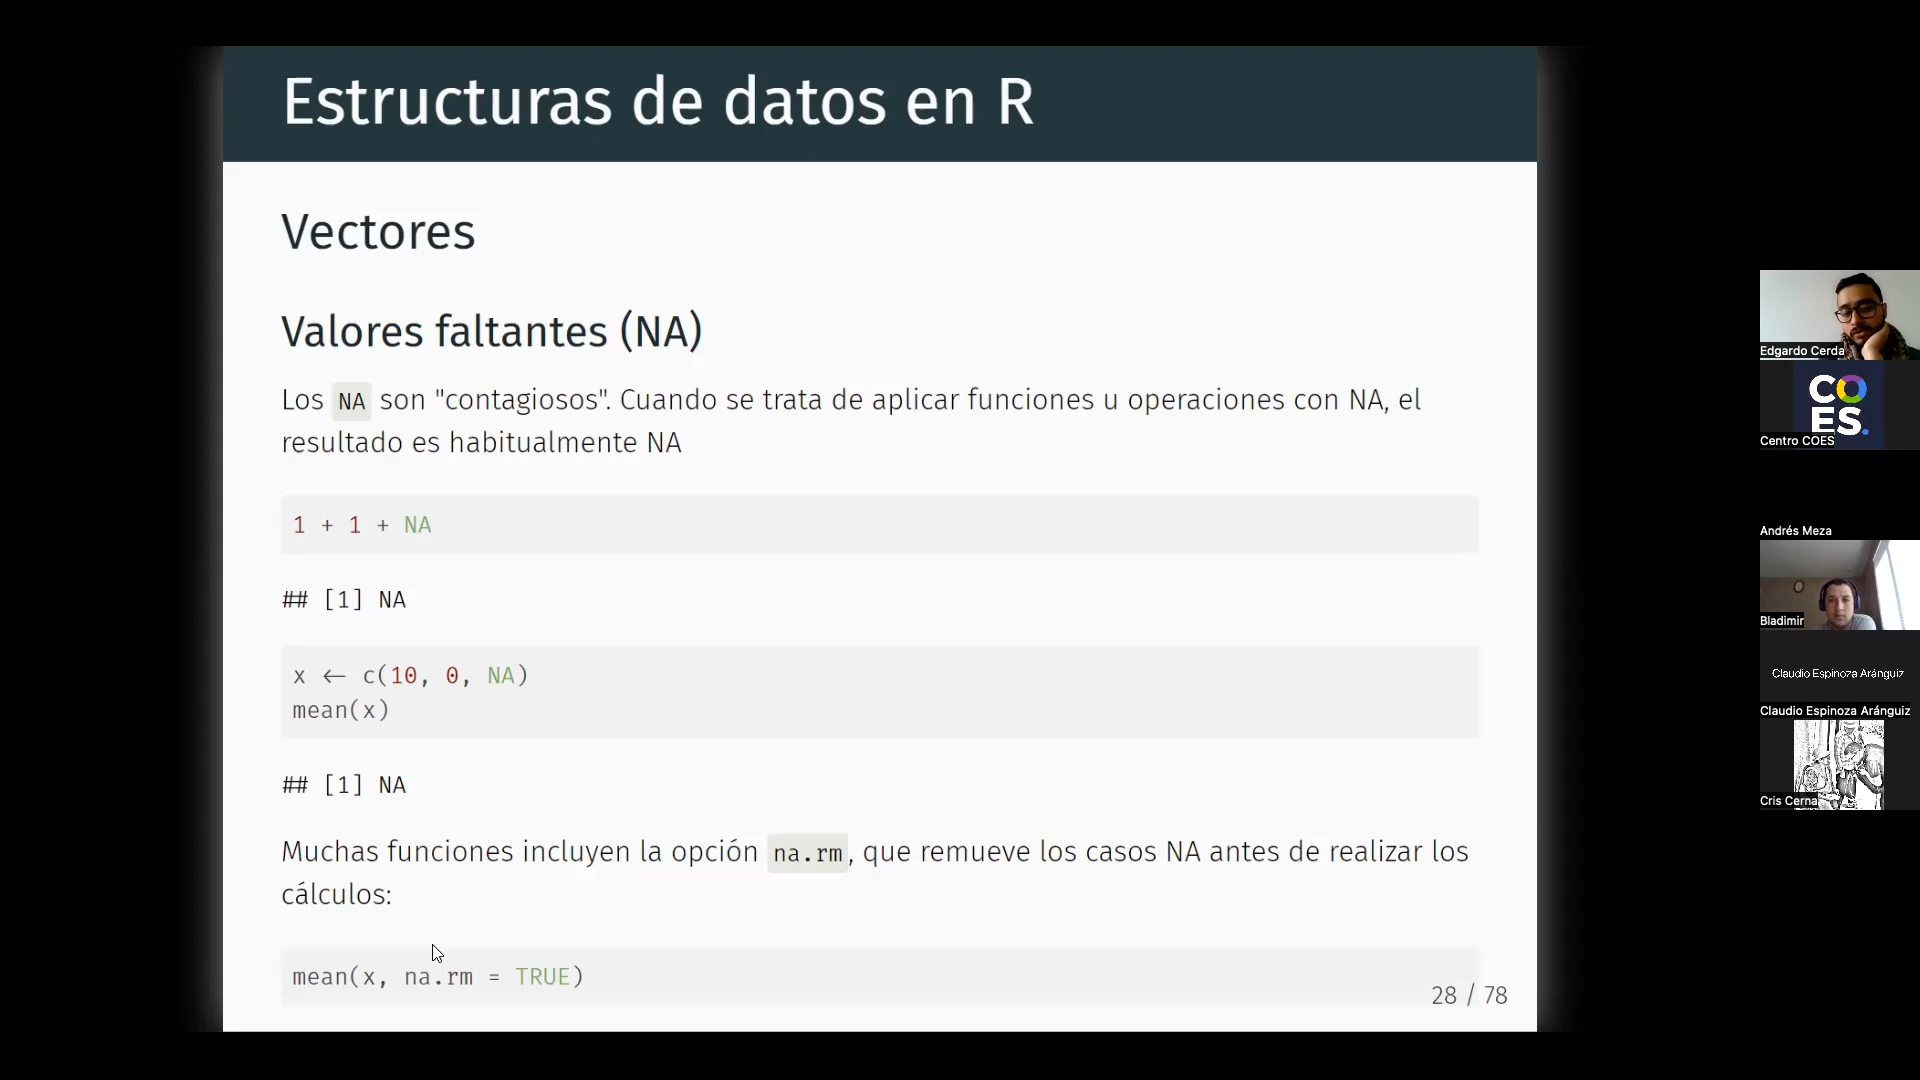 Estructuras de datos en R
Vectores
Valores faltantes (NA)
Los NA son "contagiosos". Cuando se trata de aplicar funciones u operaciones con NA, el
resultado es habitualmente NA
1 + 1 + NA
## [1] NA
x ← c(10, 0, NA)
mean(x)
## [1] NA
Muchas funciones incluyen la opción na.rm, que remueve los casos NA antes de realizar los
cálculos:
mean(x, na.rm = TRUE)
28 / 78
Edgardo Cerda
CO
ES.
Centro COES
Andrés Meza
Bladimir
Claudio Espinoza Aránguiz
Claudio Espinoza Aránguiz
Cris Cerna